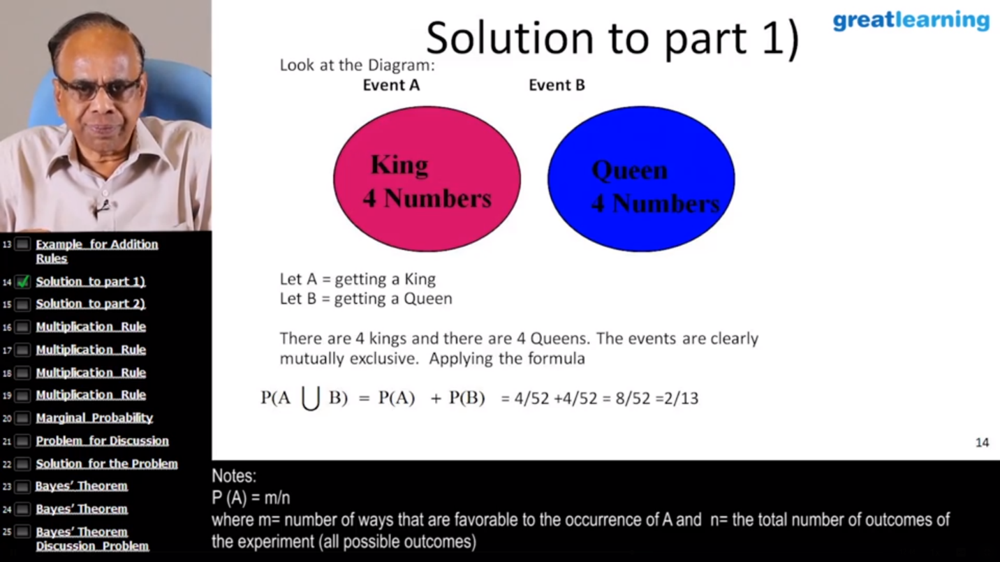 greatlearning
Solution to part 1)
Look at the Diagram:
Event A
Event B
King
4 Numbers
Queen
4 Numbers
Let A = getting a King
Let B = getting a Queen
There are 4 kings and there are 4 Queens. The events are clearly
mutually exclusive. Applying the formula
P(A ⋃ B) = P(A) + P(B) = 4/52 +4/52 = 8/52 =2/13
14
13 Example for Addition
Rules
14 Solution to part 1)
15 Solution to part 2)
16 Multiplication Rule
17 Multiplication Rule
18 Multiplication Rule
19 Multiplication Rule
20 Marginal Probability
21 Problem for Discussion
22 Solution for the Problem
23 Bayes’ Theorem
24 Bayes’ Theorem
25 Bayes’ Theorem
Discussion Problem
Notes:
P (A) = m/n
where m= number of ways that are favorable to the occurrence of A and n= the total number of outcomes of
the experiment (all possible outcomes)